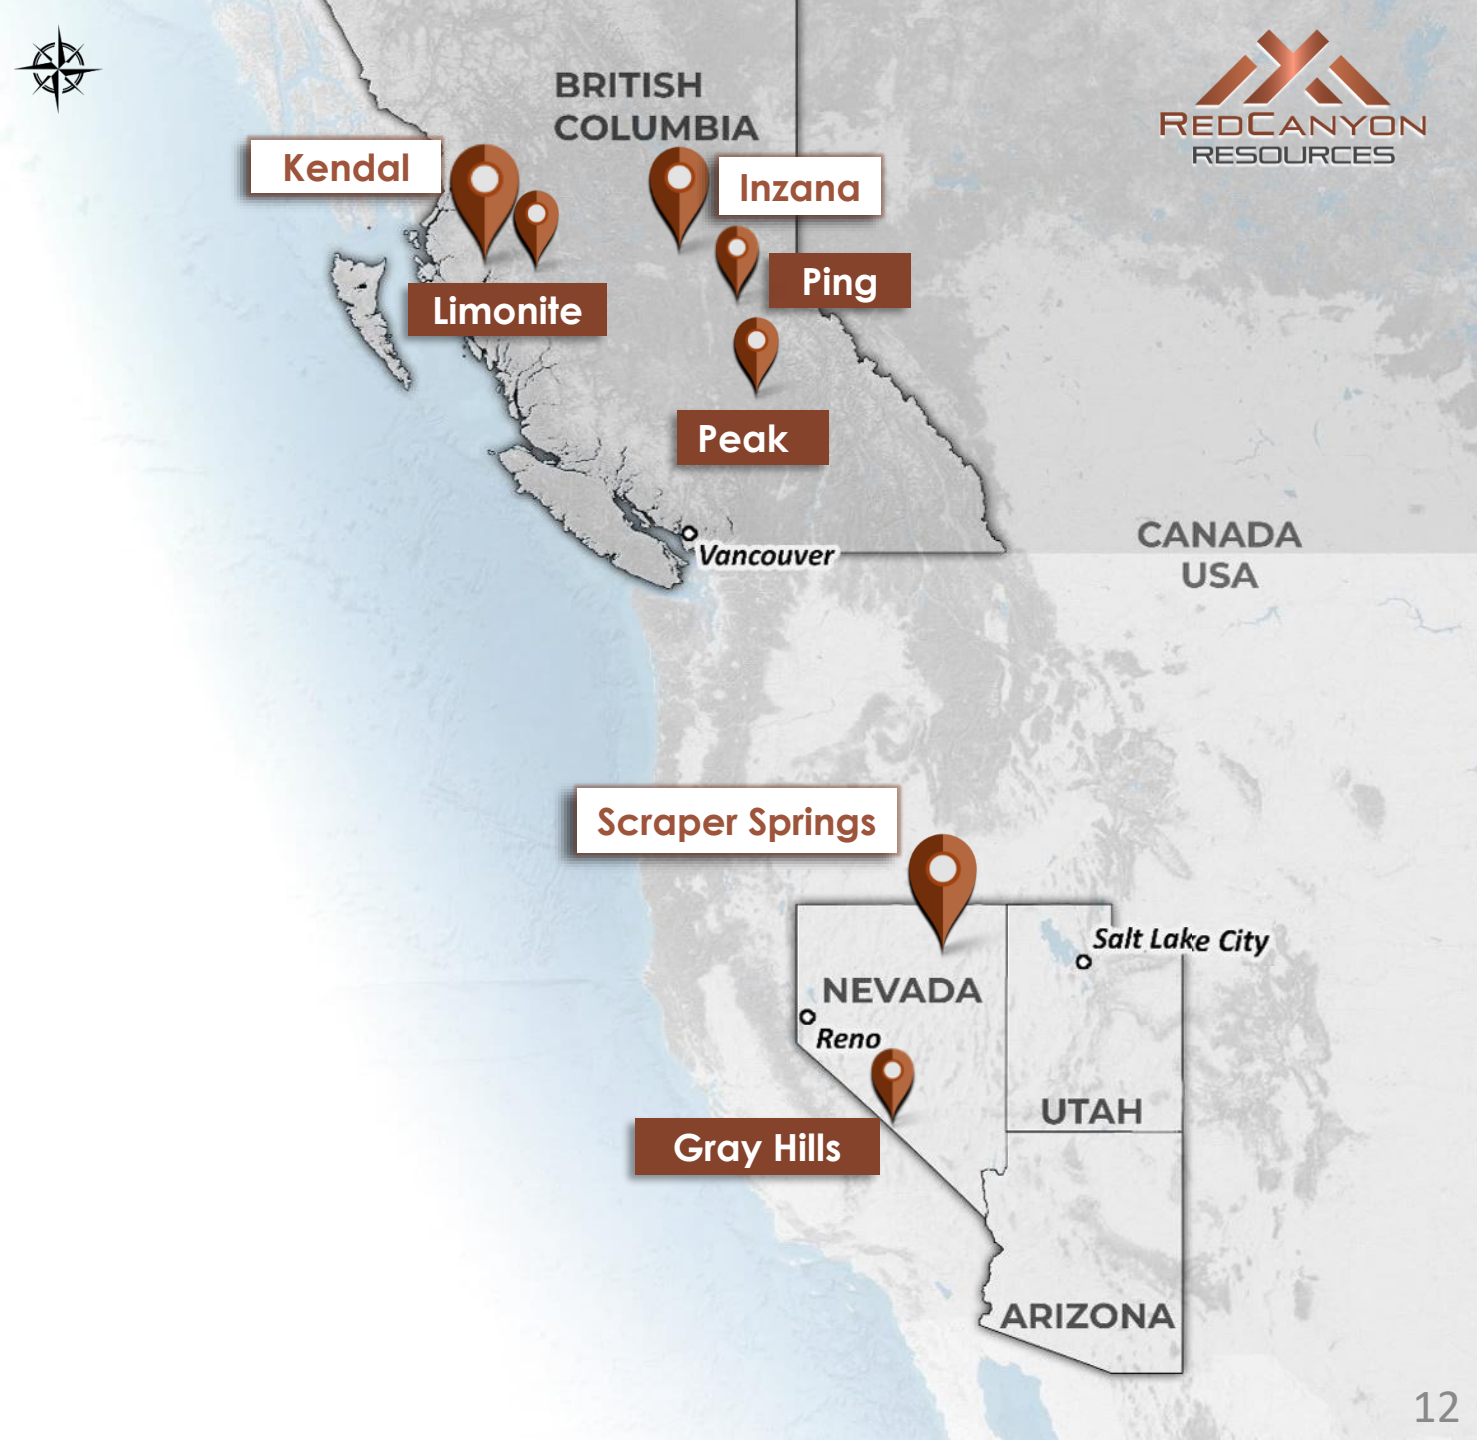 BRITISH
COLUMBIA
REDCANYON
RESOURCES
Kendal
Inzana
Ping
Limonite
Peak
Vancouver
CANADA
USA
Scraper Springs
Salt Lake City
NEVADA
Reno
UTAH
Gray Hills
ARIZONA
12